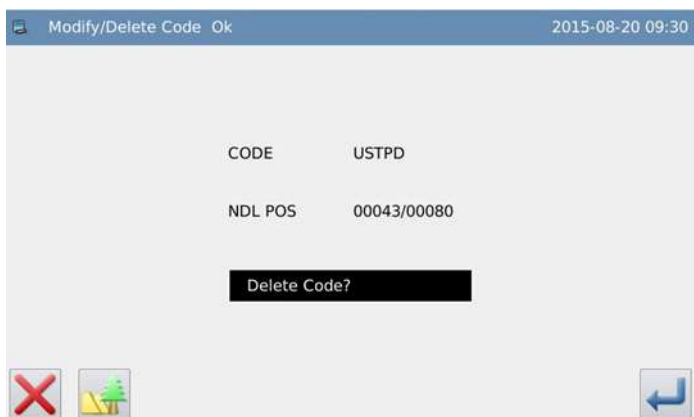 Modify/Delete Code Ok 2015-08-20 09:30
CODE USTPD
NDL POS 00043/00080
Delete Code?